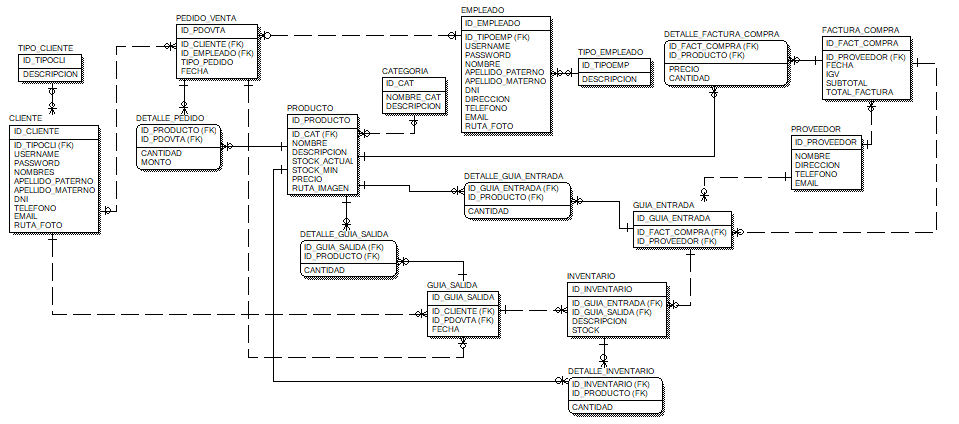 PEDIDO_VENTA
ID_PDOVTA
ID_CLIENTE (FK)
ID_EMPLEADO (FK)
TIPO_PEDIDO
FECHA
EMPLEADO
ID_EMPLEADO
ID_TIPOEMP (FK)
USERNAME
PASSWORD
NOMBRE
APELLIDO_PATERNO
APELLIDO_MATERNO
DNI
DIRECCION
TELEFONO
EMAIL
RUTA_FOTO
TIPO_CLIENTE
ID_TIPOCLI
DESCRIPCION
TIPO_EMPLEADO
ID_TIPOEMP
DESCRIPCION
DETALLE_FACTURA_COMPRA
ID_FACT_COMPRA (FK)
ID_PRODUCTO (FK)
PRECIO
CANTIDAD
FACTURA_COMPRA
ID_FACT_COMPRA
ID_PROVEEDOR (FK)
FECHA
IGV
SUBTOTAL
TOTAL_FACTURA
CATEGORIA
ID_CAT
NOMBRE_CAT
DESCRIPCION
CLIENTE
ID_CLIENTE
ID_TIPOCLI (FK)
USERNAME
PASSWORD
NOMBRES
APELLIDO_PATERNO
APELLIDO_MATERNO
DNI
TELEFONO
EMAIL
RUTA_FOTO
DETALLE_PEDIDO
ID_PRODUCTO (FK)
ID_PDOVTA (FK)
CANTIDAD
MONTO
PRODUCTO
ID_PRODUCTO
ID_CAT (FK)
NOMBRE
DESCRIPCION
STOCK_ACTUAL
STOCK_MIN
PRECIO
RUTA_IMAGEN
PROVEEDOR
ID_PROVEEDOR
NOMBRE
DIRECCION
TELEFONO
EMAIL
DETALLE_GUIA_ENTRADA
ID_GUIA_ENTRADA (FK)
ID_PRODUCTO (FK)
CANTIDAD
GUIA_ENTRADA
ID_GUIA_ENTRADA
ID_FACT_COMPRA (FK)
ID_PROVEEDOR (FK)
DETALLE_GUIA_SALIDA
ID_GUIA_SALIDA (FK)
ID_PRODUCTO (FK)
CANTIDAD
GUIA_SALIDA
ID_GUIA_SALIDA
ID_CLIENTE (FK)
ID_PDOVTA (FK)
FECHA
INVENTARIO
ID_INVENTARIO
ID_GUIA_ENTRADA (FK)
ID_GUIA_SALIDA (FK)
DESCRIPCION
STOCK
DETALLE_INVENTARIO
ID_INVENTARIO (FK)
ID_PRODUCTO (FK)
CANTIDAD